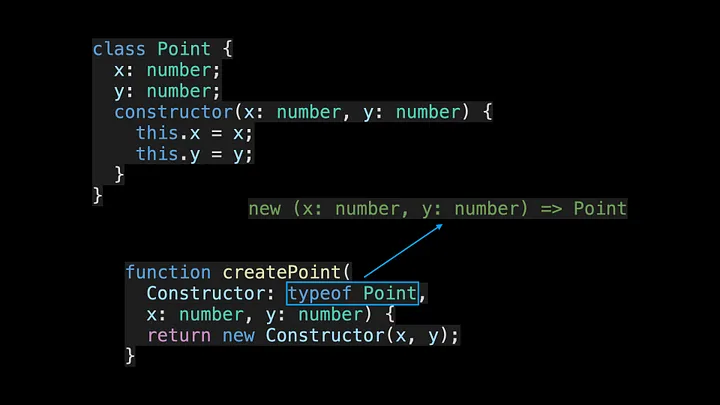 class Point {
  x: number;
  y: number;
  constructor(x: number, y: number) {
    this.x = x;
    this.y = y;
  }
}
new (x: number, y: number) => Point
function createPoint(
  Constructor: typeof Point,
  x: number, y: number) {
  return new Constructor(x, y);
}